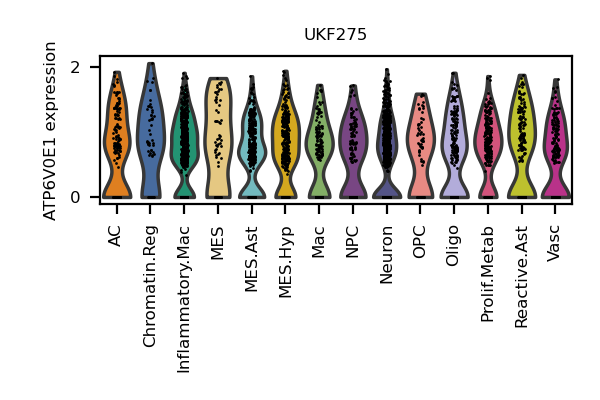 UKF275
ATP6V0E1 expression
2
0
AC
Chromatin.Reg
Inflammatory.Mac
MES
MES.Ast
MES.Hyp
Mac
NPC
Neuron
OPC
Oligo
Prolif.Metab
Reactive.Ast
Vasc